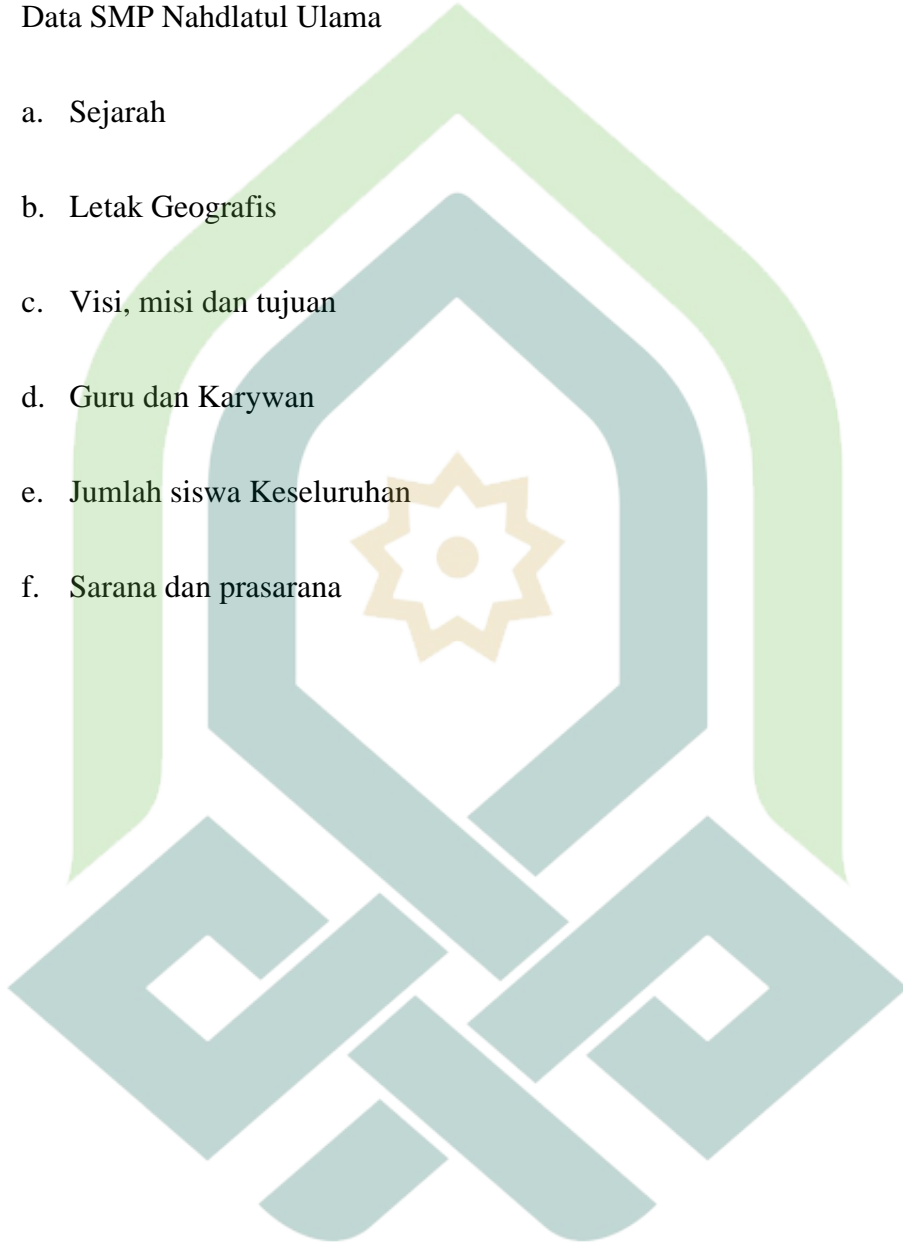 Data SMP Nahdlatul Ulama
a. Sejarah
b. Letak Geografis
c. Visi, misi dan tujuan
d. Guru dan Karywan
e. Jumlah siswa Keseluruhan
f. Sarana dan prasarana